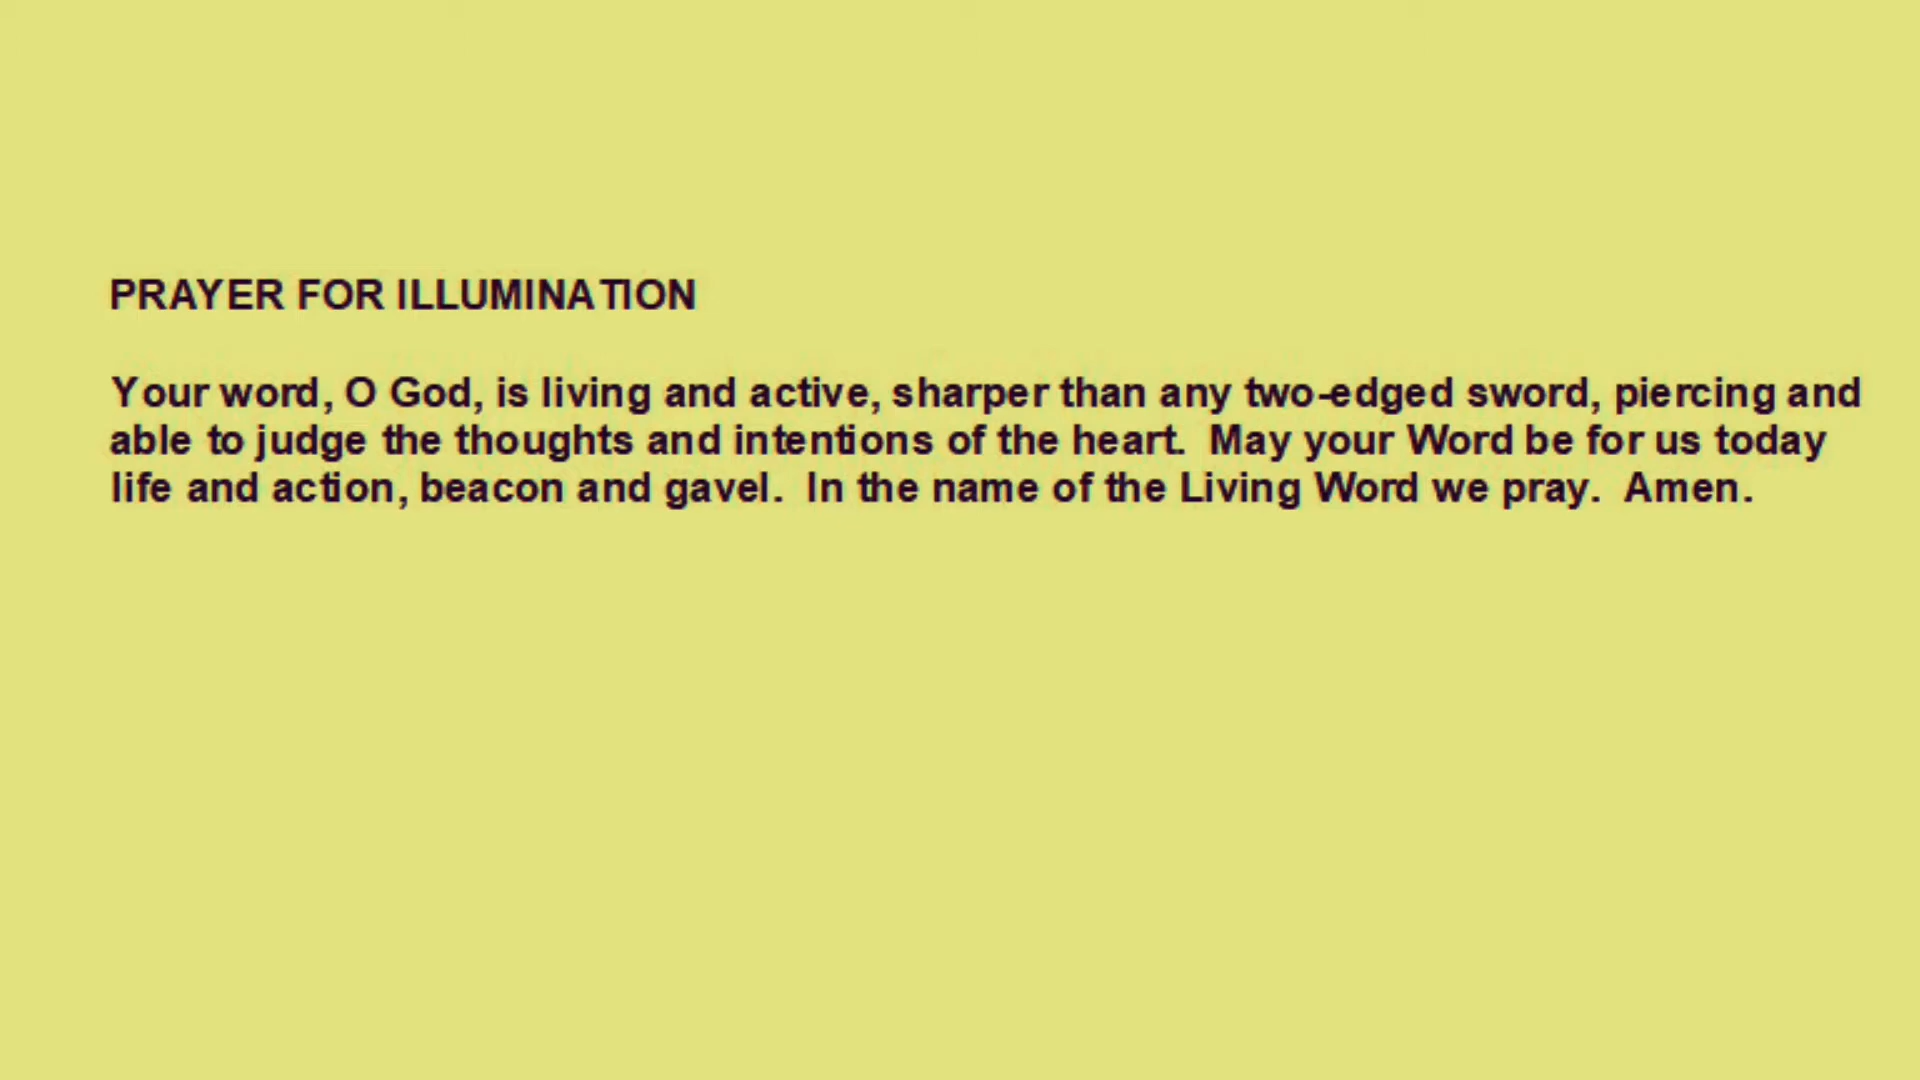 PRAYER FOR ILLUMINATION
Your word, O God, is living and active, sharper than any two-edged sword, piercing and
able to judge the thoughts and intentions of the heart.  May your Word be for us today
life and action, beacon and gavel.  In the name of the Living Word we pray.  Amen.